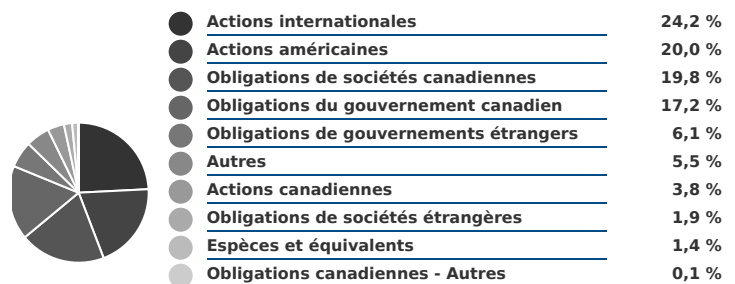 Actions internationales 24,2 %
Actions américaines 20,0 %
Obligations de sociétés canadiennes 19,8 %
Obligations du gouvernement canadien 17,2 %
Obligations de gouvernements étrangers 6,1 %
Autres 5,5 %
Actions canadiennes 3,8 %
Obligations de sociétés étrangères 1,9 %
Espèces et équivalents 1,4 %
Obligations canadiennes - Autres 0,1 %